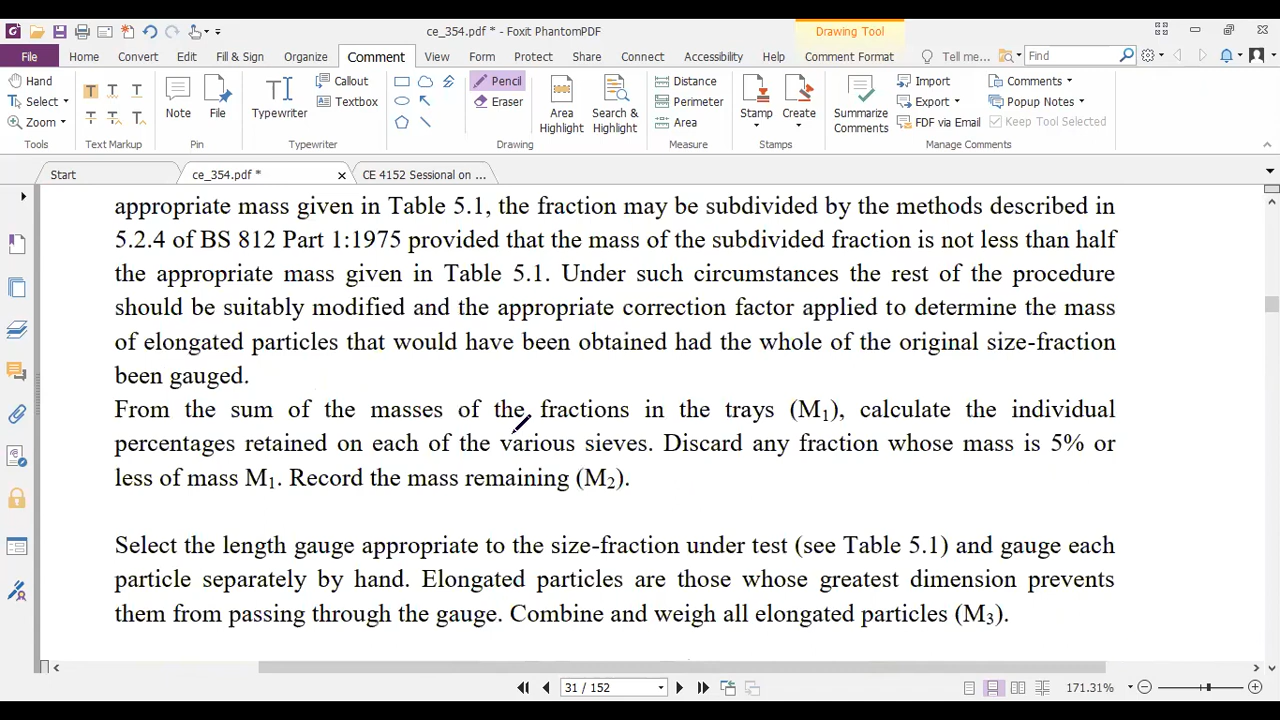 ce_354.pdf * - Foxit PhantomPDF
Drawing Tool
File Home Convert Edit Fill & Sign Organize Comment View Form Protect Share Connect Accessibility Help Comment Format Tell me... Find
Hand
Select
Zoom
Tools
Text Markup
Note
File
Pin
Typewriter
Callout
Textbox
Typewriter
Pencil
Eraser
Area Highlight
Search & Highlight
Drawing
Distance
Perimeter
Area
Measure
Stamp
Create
Stamps
Summarize Comments
Import
Export
FDF via Email
Comments
Popup Notes
Keep Tool Selected
Manage Comments
Start ce_354.pdf * CE 4152 Sessional on ...
appropriate mass given in Table 5.1, the fraction may be subdivided by the methods described in
5.2.4 of BS 812 Part 1:1975 provided that the mass of the subdivided fraction is not less than half
the appropriate mass given in Table 5.1. Under such circumstances the rest of the procedure
should be suitably modified and the appropriate correction factor applied to determine the mass
of elongated particles that would have been obtained had the whole of the original size-fraction
been gauged.
From the sum of the masses of the fractions in the trays (M₁), calculate the individual
percentages retained on each of the various sieves. Discard any fraction whose mass is 5% or
less of mass M₁. Record the mass remaining (M₂).
Select the length gauge appropriate to the size-fraction under test (see Table 5.1) and gauge each
particle separately by hand. Elongated particles are those whose greatest dimension prevents
them from passing through the gauge. Combine and weigh all elongated particles (M₃).
31 / 152
171.31%